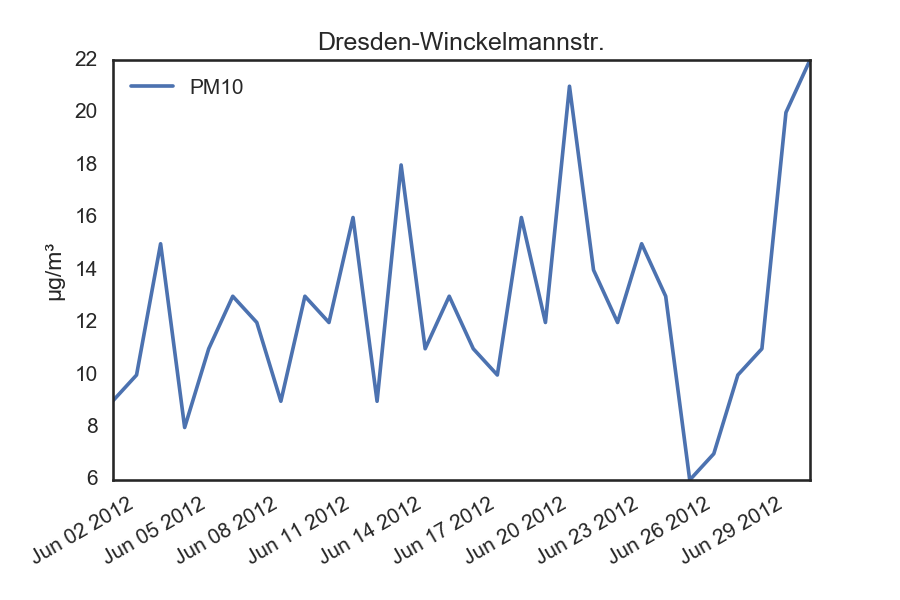 Dresden-Winckelmannstr.
PM10
µg/m³
22
20
18
16
14
12
10
8
6
Jun 02 2012
Jun 05 2012
Jun 08 2012
Jun 11 2012
Jun 14 2012
Jun 17 2012
Jun 20 2012
Jun 23 2012
Jun 26 2012
Jun 29 2012